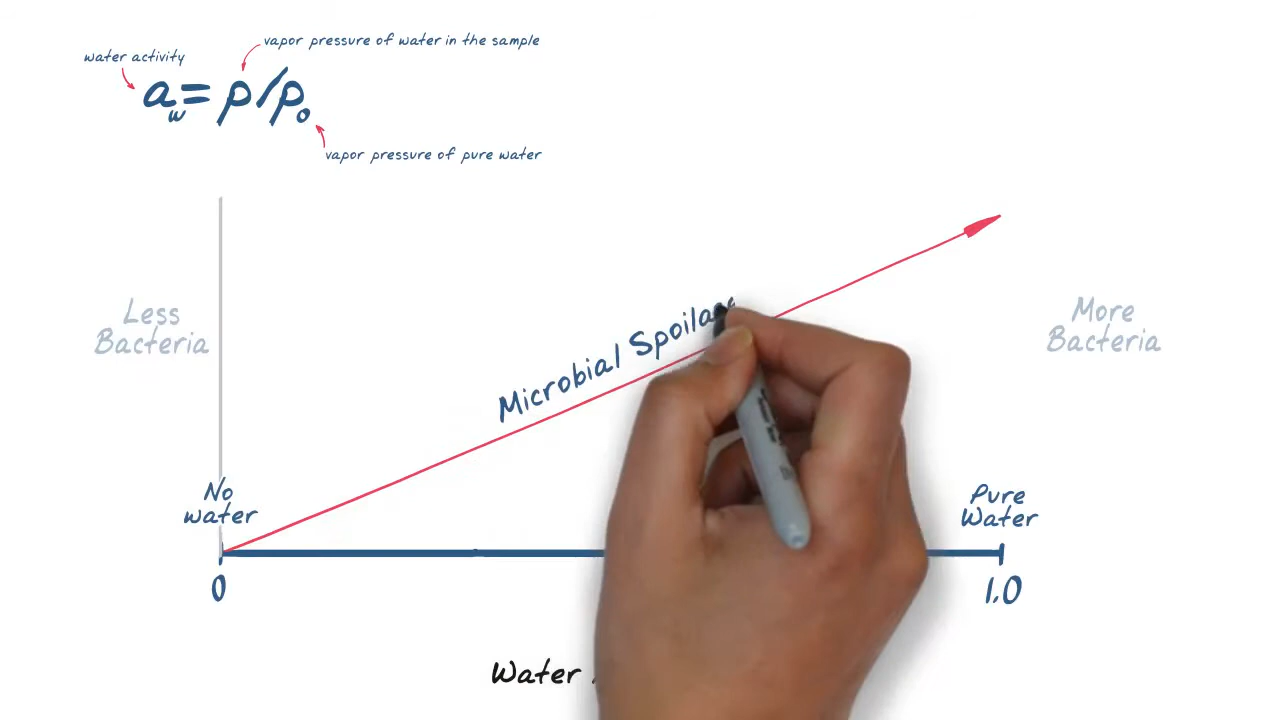 vapor pressure of water in the sample
water activity
aw = p/po
vapor pressure of pure water
Less
Bacteria
More
Bacteria
Microbial
No
water
Pure
Water
0
1.0
Water